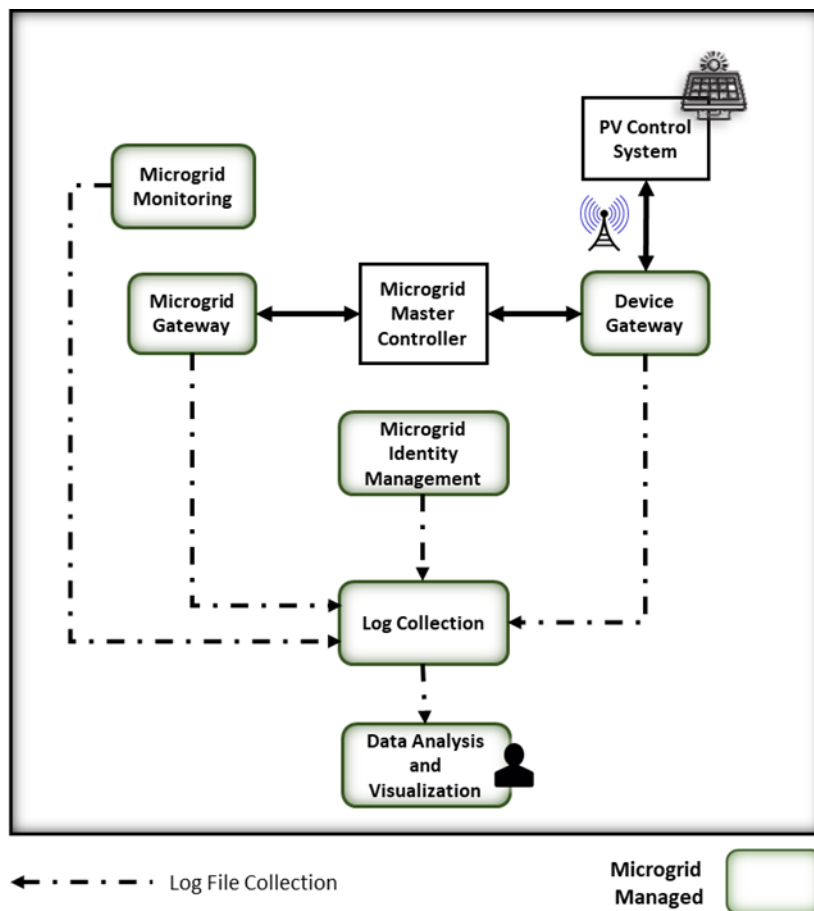 PV Control
System
Microgrid
Monitoring
Microgrid
Gateway
Microgrid
Master
Controller
Device
Gateway
Microgrid
Identity
Management
Log Collection
Data Analysis
and
Visualization
Log File Collection
Microgrid
Managed